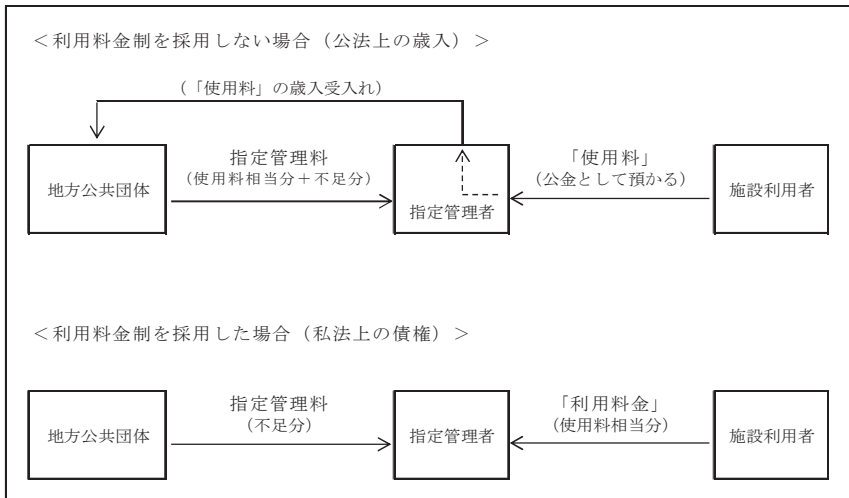 ＜利用料金制を採用しない場合（公法上の歳入）＞
（「使用料」の歳入受入れ）
地方公共団体
指定管理料
（使用料相当分＋不足分）
指定管理者
「使用料」
（公金として預かる）
施設利用者
＜利用料金制を採用した場合（私法上の債権）＞
地方公共団体
指定管理料
（不足分）
指定管理者
「利用料金」
（使用料相当分）
施設利用者